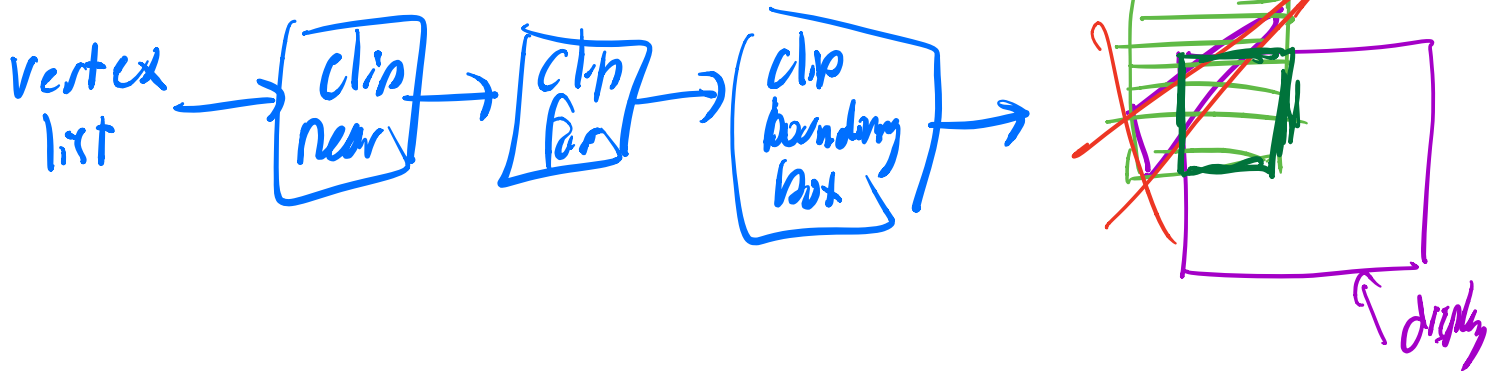 vertex
list
clip
near
clip
far
clip
bounding
box
display